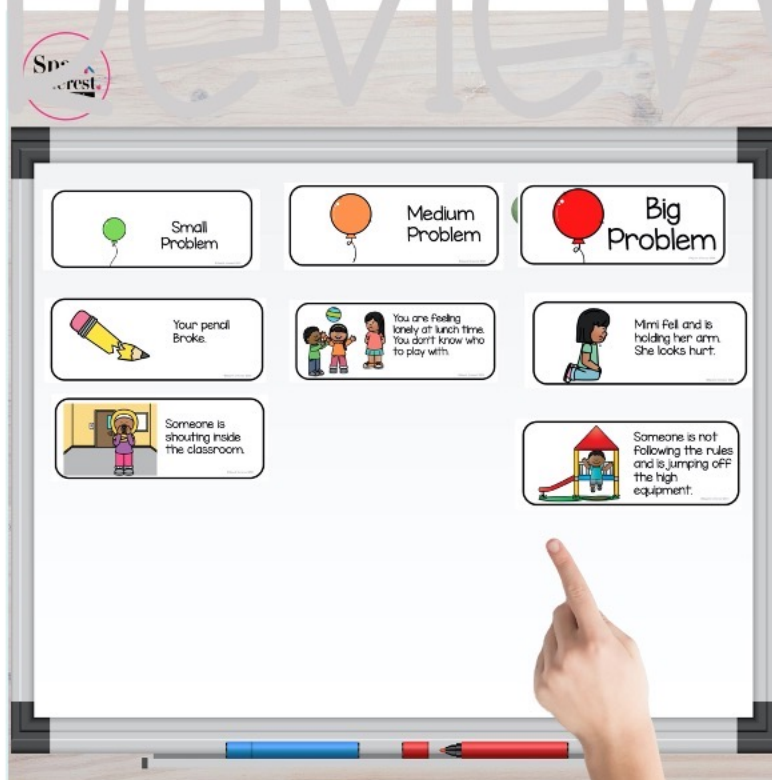 Review
Small
Problem
Medium
Problem
Big
Problem
Your pencil
Broke.
You are feeling
lonely at lunch time.
You don't know who
to play with.
Mimi fell and is
holding her arm.
She looks hurt.
Someone is
shouting inside
the classroom.
Someone is not
following the rules
and is jumping off
the high
equipment.